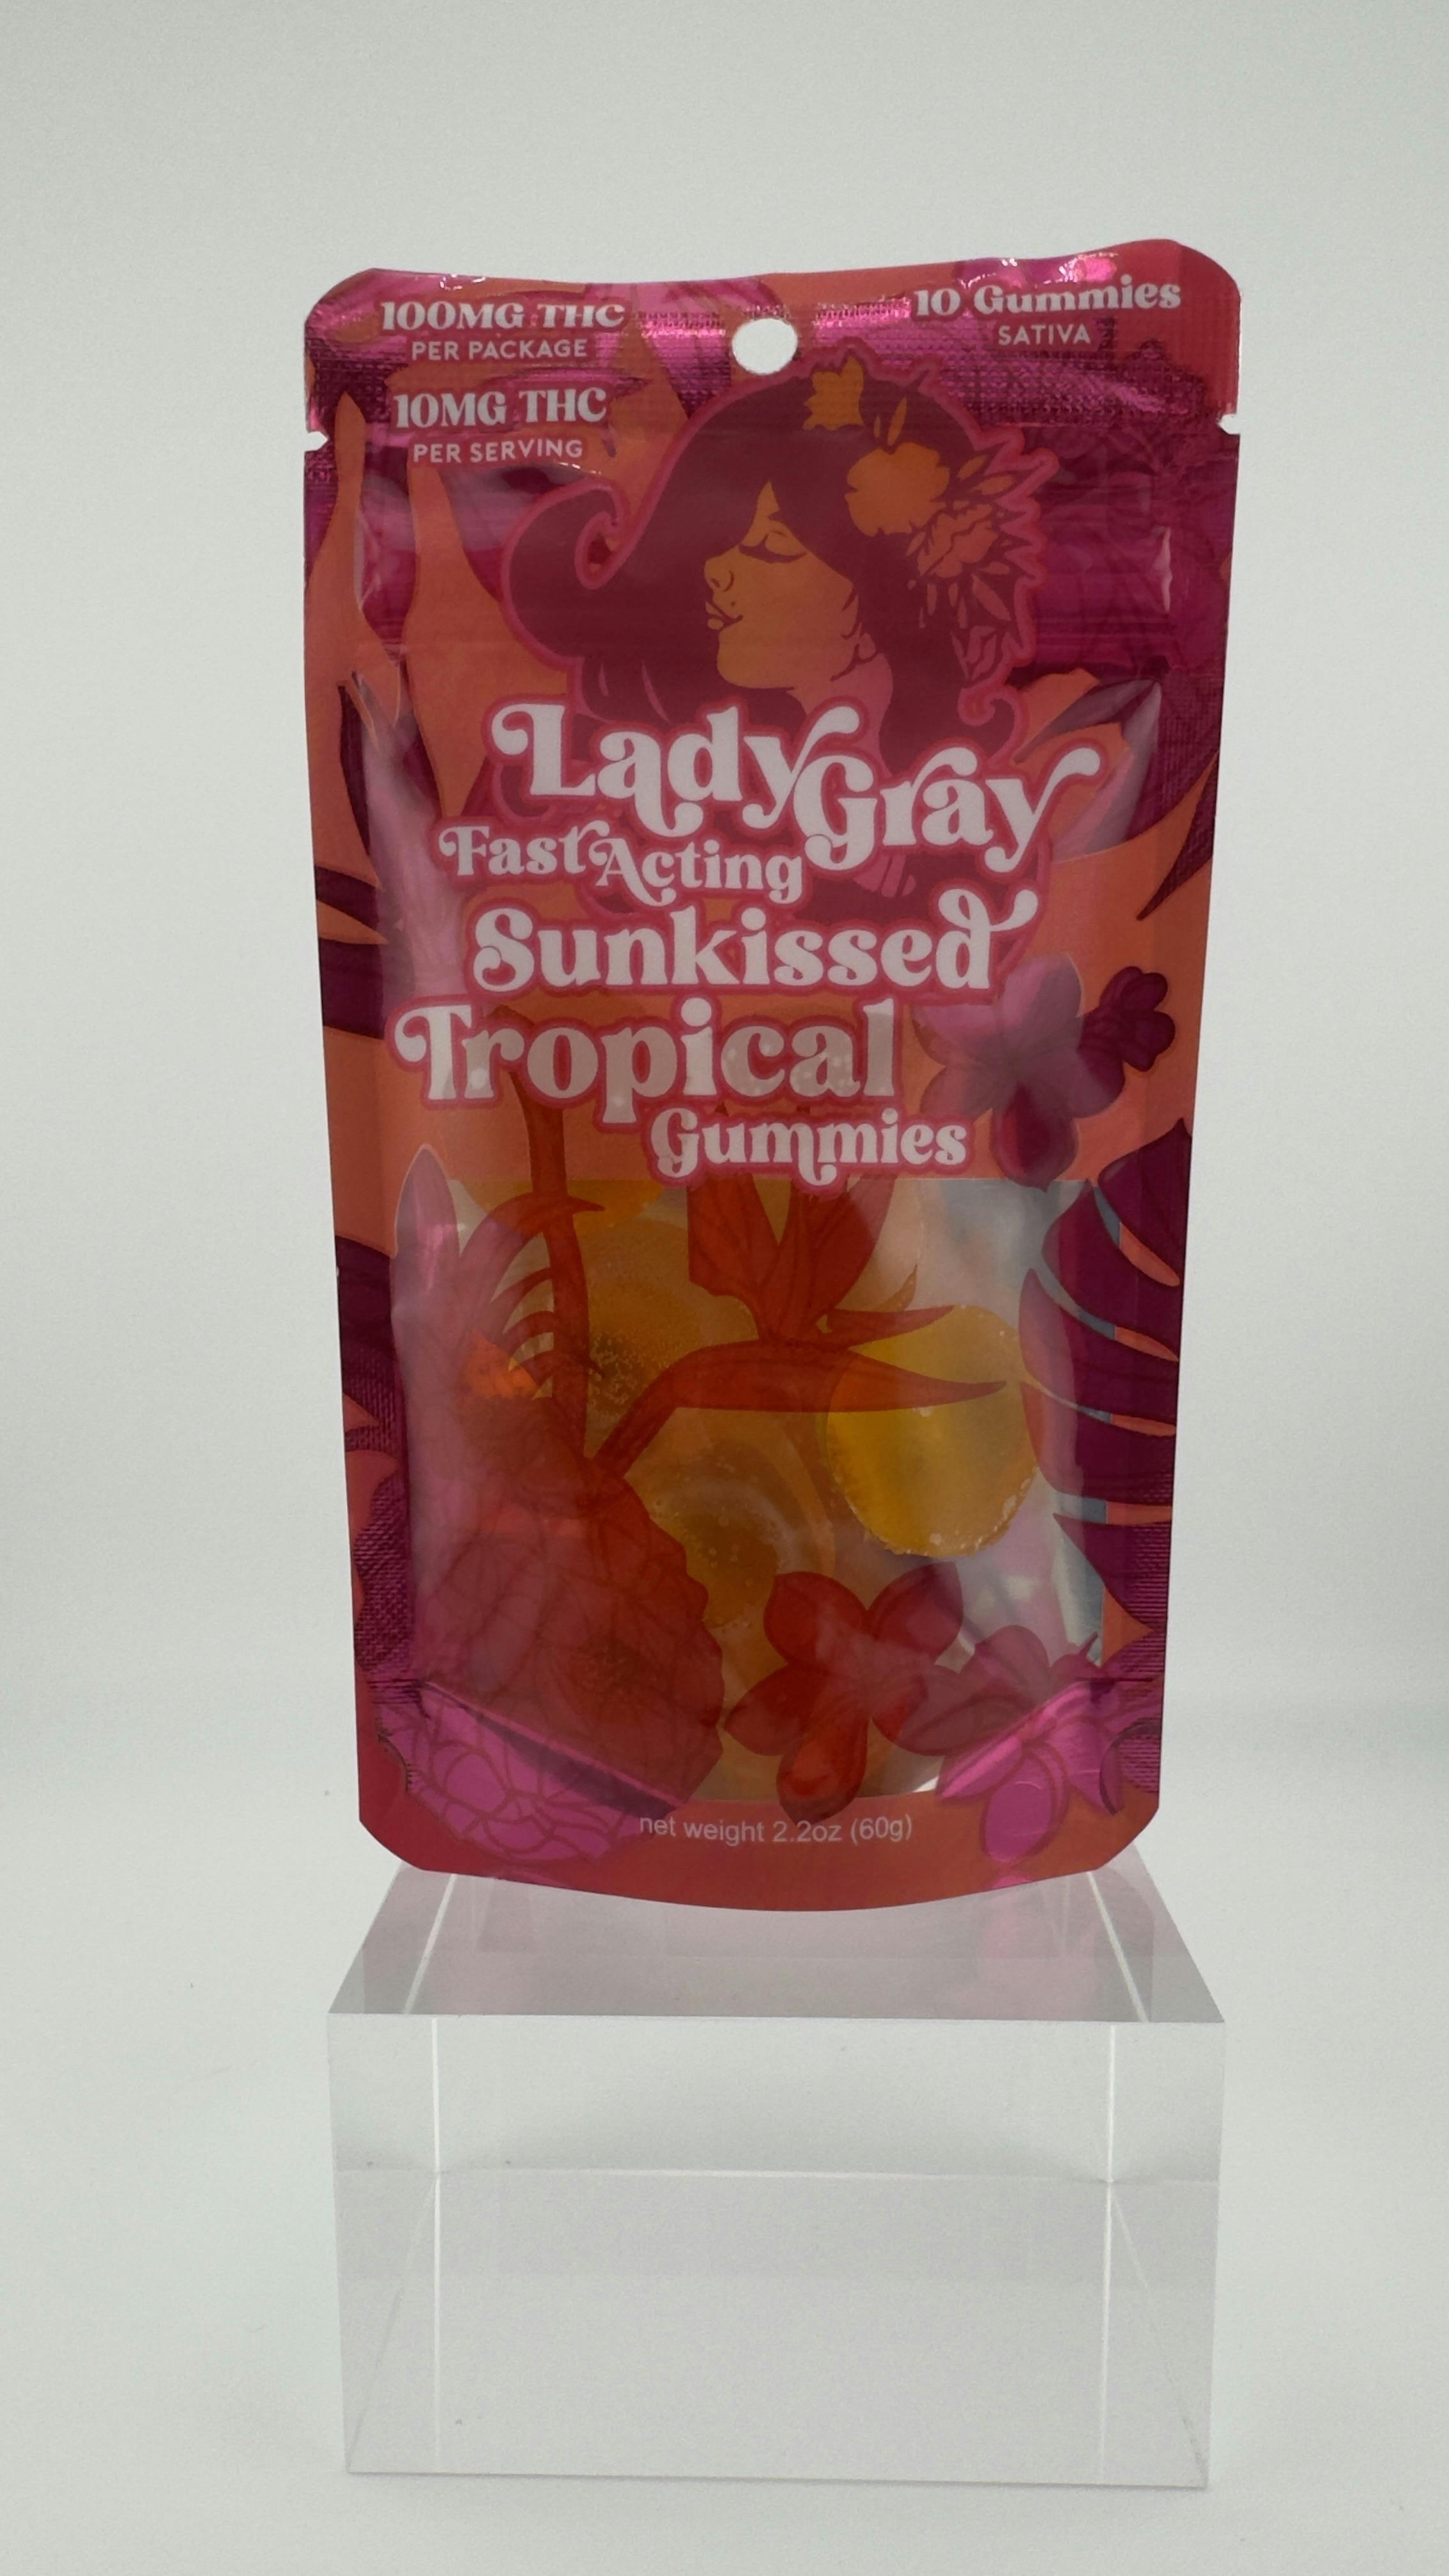 100MG THC
PER PACKAGE
10MG THC
PER SERVING
10 Gummies
SATIVA
Lady Gray
Fast Acting
Sunkissed
Tropical
Gummies
net weight 2.2oz (60g)